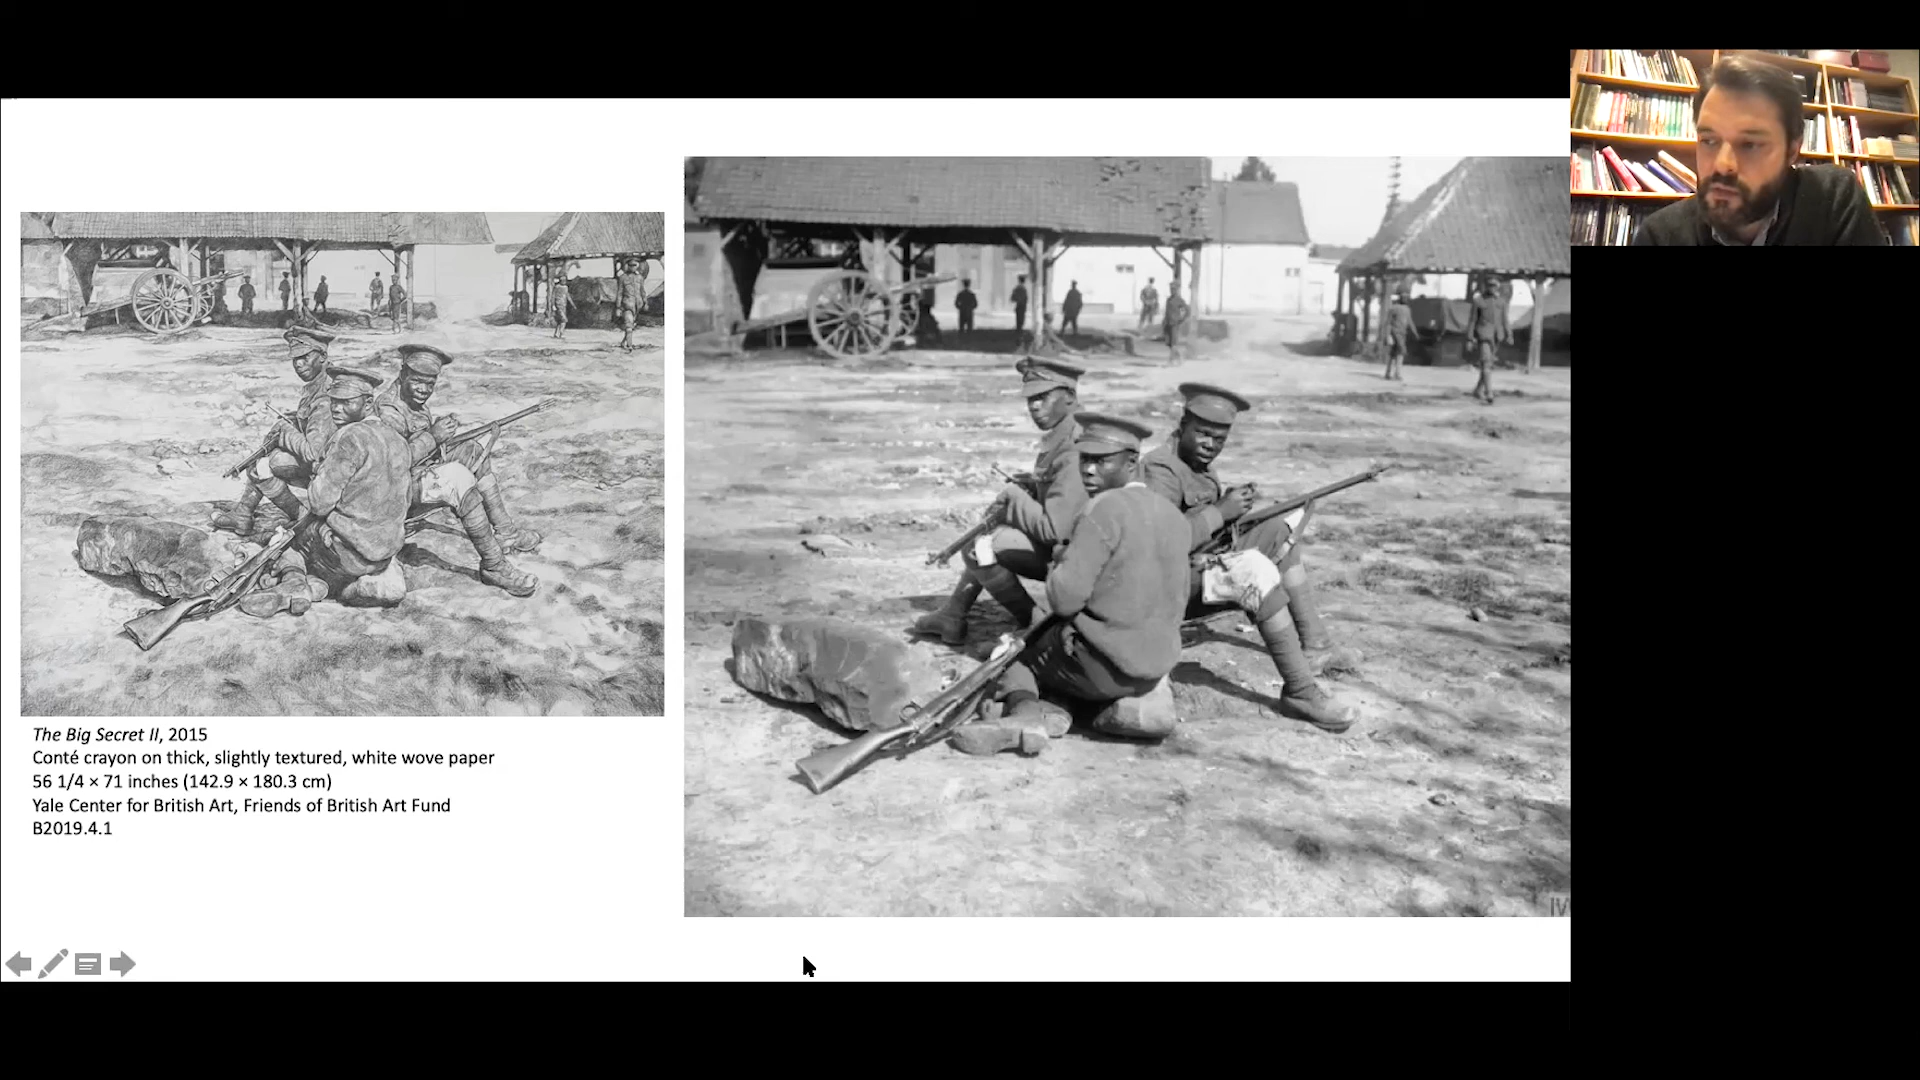 The Big Secret II, 2015
Conté crayon on thick, slightly textured, white wove paper
56 1/4 × 71 inches (142.9 × 180.3 cm)
Yale Center for British Art, Friends of British Art Fund
B2019.4.1